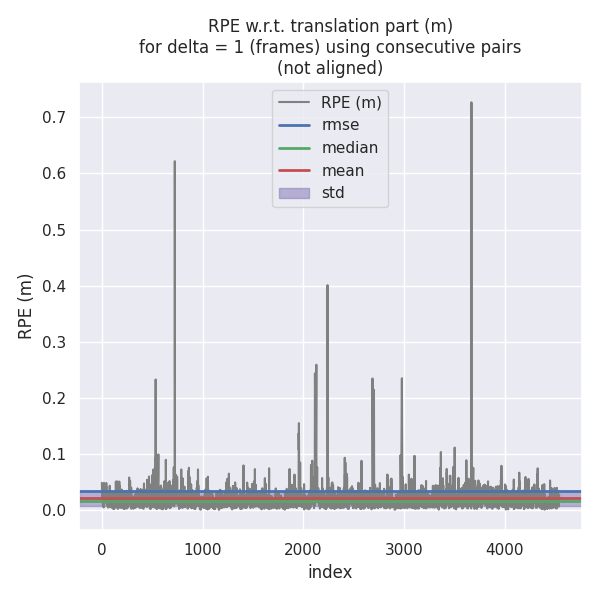 RPE w.r.t. translation part (m)
for delta = 1 (frames) using consecutive pairs
(not aligned)
RPE (m)
rmse
median
mean
std
0.7
0.6
0.5
0.4
0.3
0.2
0.1
0.0
RPE (m)
0
1000
2000
3000
4000
index